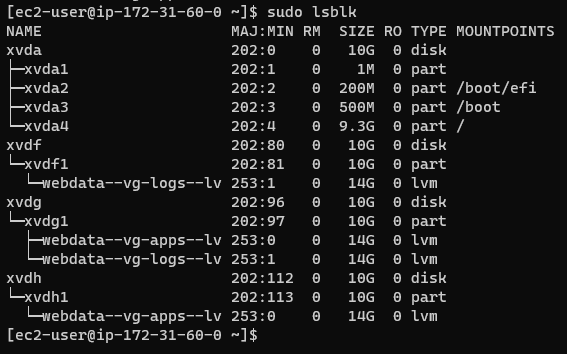 [ec2-user@ip-172-31-60-0 ~]$ sudo lsblk
NAME                      MAJ:MIN RM  SIZE RO TYPE MOUNTPOINTS
xvda                      202:0    0   10G  0 disk
├─xvda1                   202:1    0    1M  0 part
├─xvda2                   202:2    0  200M  0 part /boot/efi
├─xvda3                   202:3    0  500M  0 part /boot
└─xvda4                   202:4    0  9.3G  0 part /
xvdf                      202:80   0   10G  0 disk
└─xvdf1                   202:81   0   10G  0 part
  └─webdata--vg-logs--lv 253:1    0   14G  0 lvm
xvdg                      202:96   0   10G  0 disk
└─xvdg1                   202:97   0   10G  0 part
  ├─webdata--vg-apps--lv 253:0    0   14G  0 lvm
  └─webdata--vg-logs--lv 253:1    0   14G  0 lvm
xvdh                      202:112  0   10G  0 disk
└─xvdh1                   202:113  0   10G  0 part
  └─webdata--vg-apps--lv 253:0    0   14G  0 lvm
[ec2-user@ip-172-31-60-0 ~]$